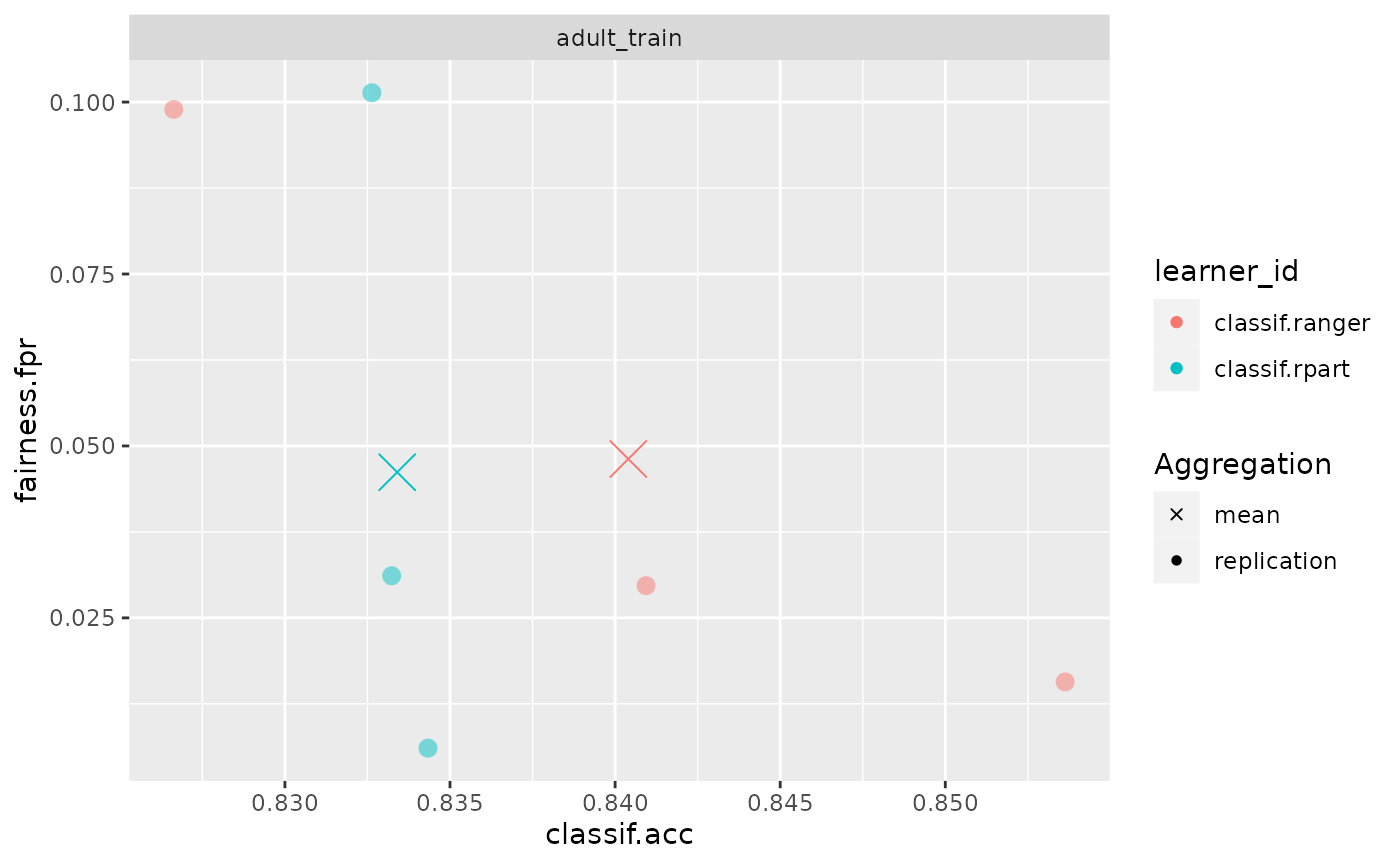 adult_train
0.100
0.075
0.050
0.025
fairness.fpr
0.830 0.835 0.840 0.845 0.850
classif.acc
learner_id
classif.ranger
classif.rpart
Aggregation
mean
replication